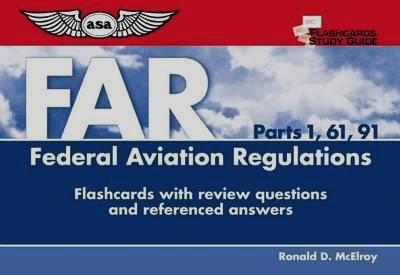 asa
FLASHCARDS
STUDY GUIDE
FAR
Parts 1, 61, 91
Federal Aviation Regulations
Flashcards with review questions
and referenced answers
Ronald D. McElroy